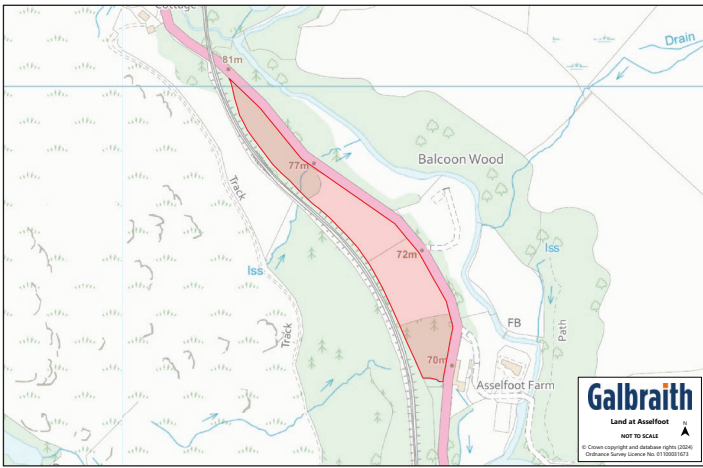 Cottage
81m
Drain
Balcoon Wood
77m
Track
72m
Iss
Iss
FB
Path
Track
70m
Asselfoot Farm
Galbraith
Land at Asselfoot
N
NOT TO SCALE
© Crown copyright and database rights (2024)
Ordnance Survey Licence No. 01100031673